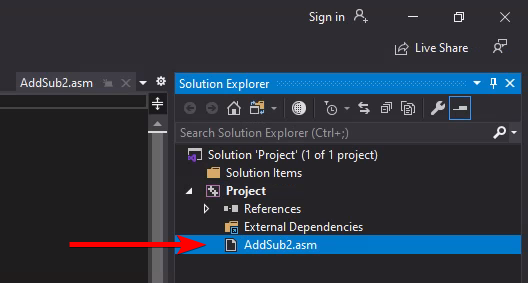 Sign in
Live Share
AddSub2.asm
Solution Explorer
Search Solution Explorer (Ctrl+;)
Solution 'Project' (1 of 1 project)
Solution Items
Project
References
External Dependencies
AddSub2.asm